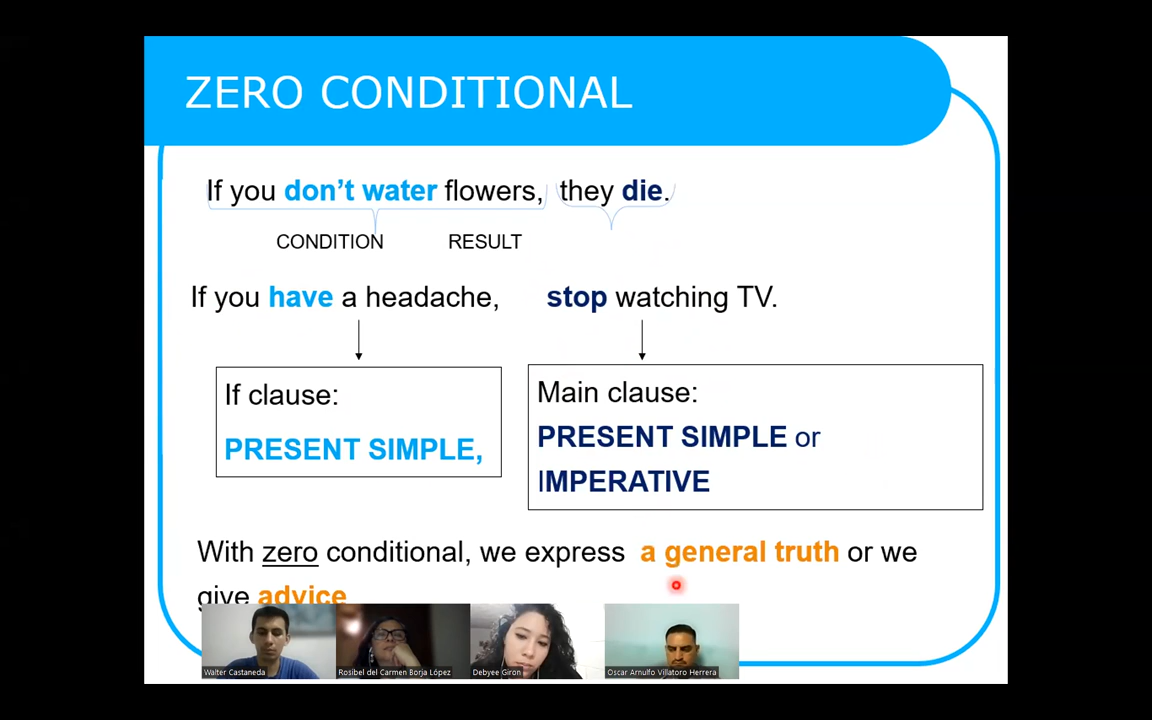 ZERO CONDITIONAL
If you don't water flowers, they die.
CONDITION RESULT
If you have a headache, stop watching TV.
If clause:
PRESENT SIMPLE,
Main clause:
PRESENT SIMPLE or
IMPERATIVE
With zero conditional, we express a general truth or we
give advice
Walter Castaneda
Rosibel del Carmen Borja López
Debyee Giron
Oscar Arnulfo Villatoro Herrera